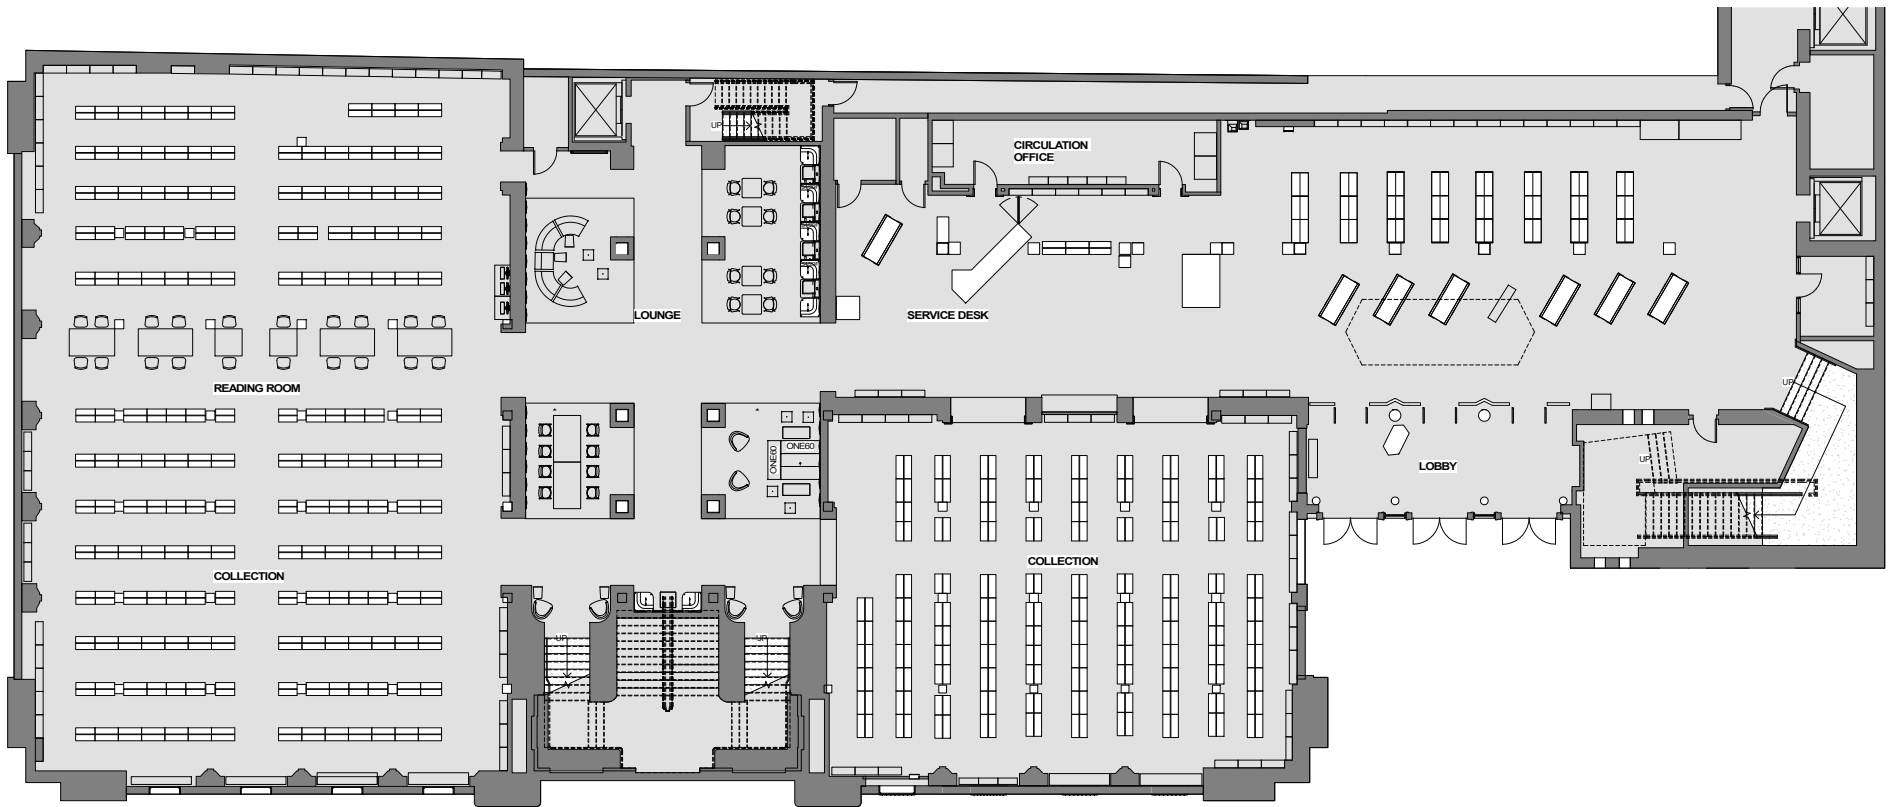 UP
CIRCULATION
OFFICE
LOUNGE
SERVICE DESK
READING ROOM
UP
ONE60
ONE60
UP
LOBBY
COLLECTION
COLLECTION
UP
UP